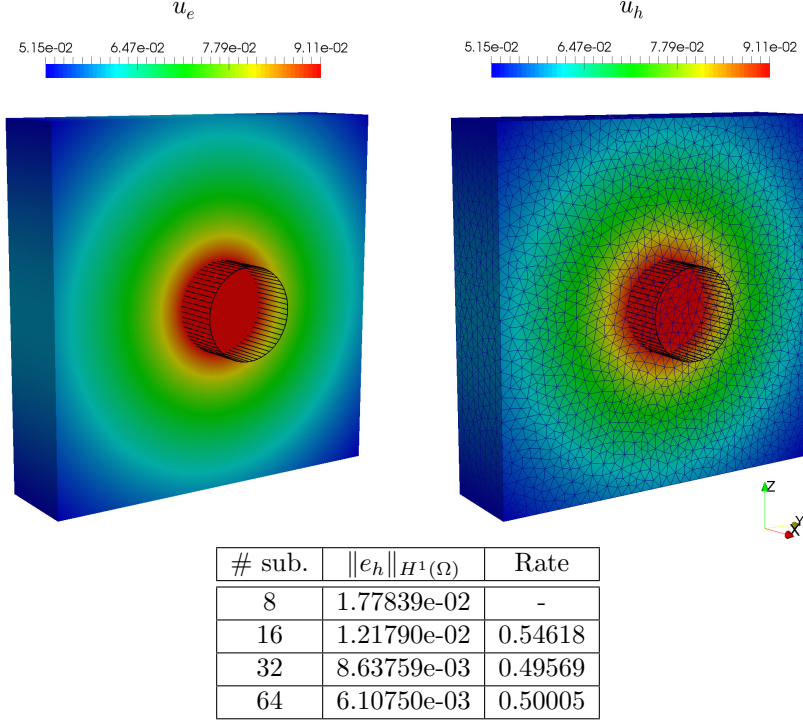 u_e
u_h
5.15e-02 6.47e-02 7.79e-02 9.11e-02
5.15e-02 6.47e-02 7.79e-02 9.11e-02
Z
Y
X
# sub. ‖e_h‖_{H^1(Ω)} Rate
8 1.77839e-02 -
16 1.21790e-02 0.54618
32 8.63759e-03 0.49569
64 6.10750e-03 0.50005